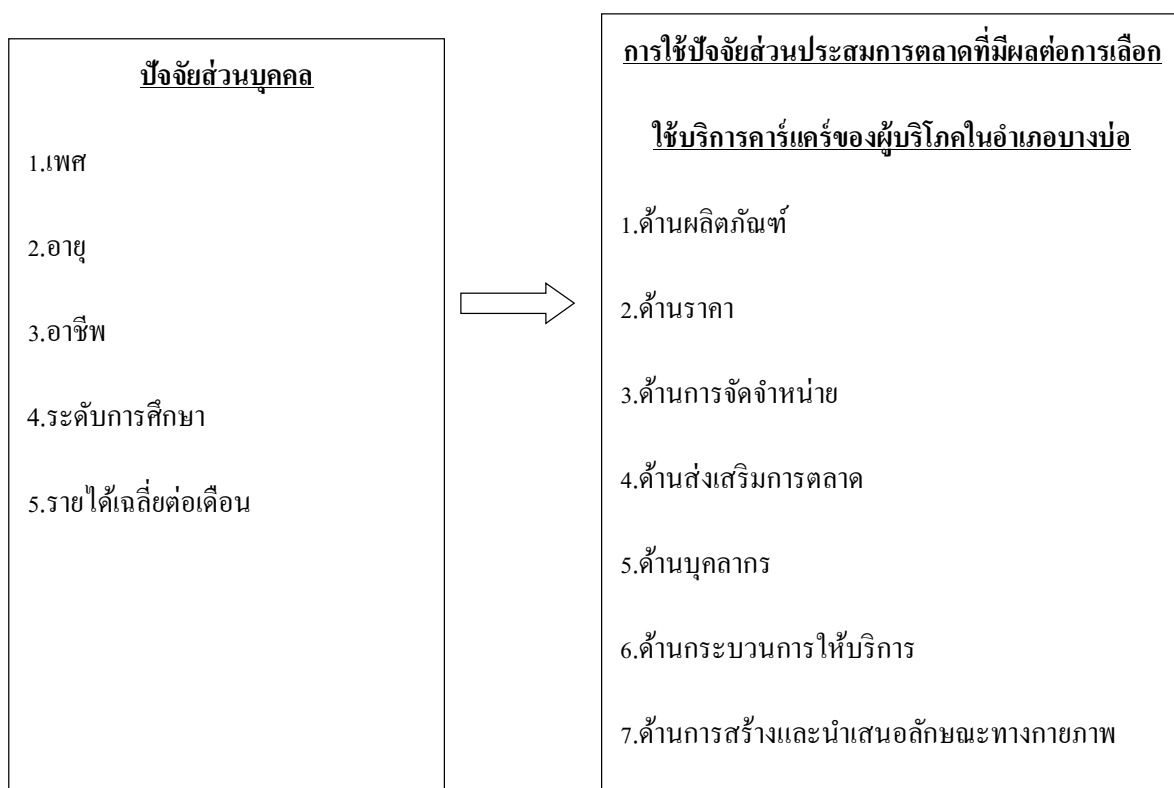 ปัจจัยส่วนบุคคล
1.เพศ
2.อายุ
3.อาชีพ
4.ระดับการศึกษา
5.รายได้เฉลี่ยต่อเดือน
การใช้ปัจจัยส่วนประสมการตลาดที่มีผลต่อการเลือก
ใช้บริการคาร์แคร์ของผู้บริโภคในอำเภอบางบ่อ
1.ด้านผลิตภัณฑ์
2.ด้านราคา
3.ด้านการจัดจำหน่าย
4.ด้านส่งเสริมการตลาด
5.ด้านบุคลากร
6.ด้านกระบวนการให้บริการ
7.ด้านการสร้างและนำเสนอลักษณะทางกายภาพ